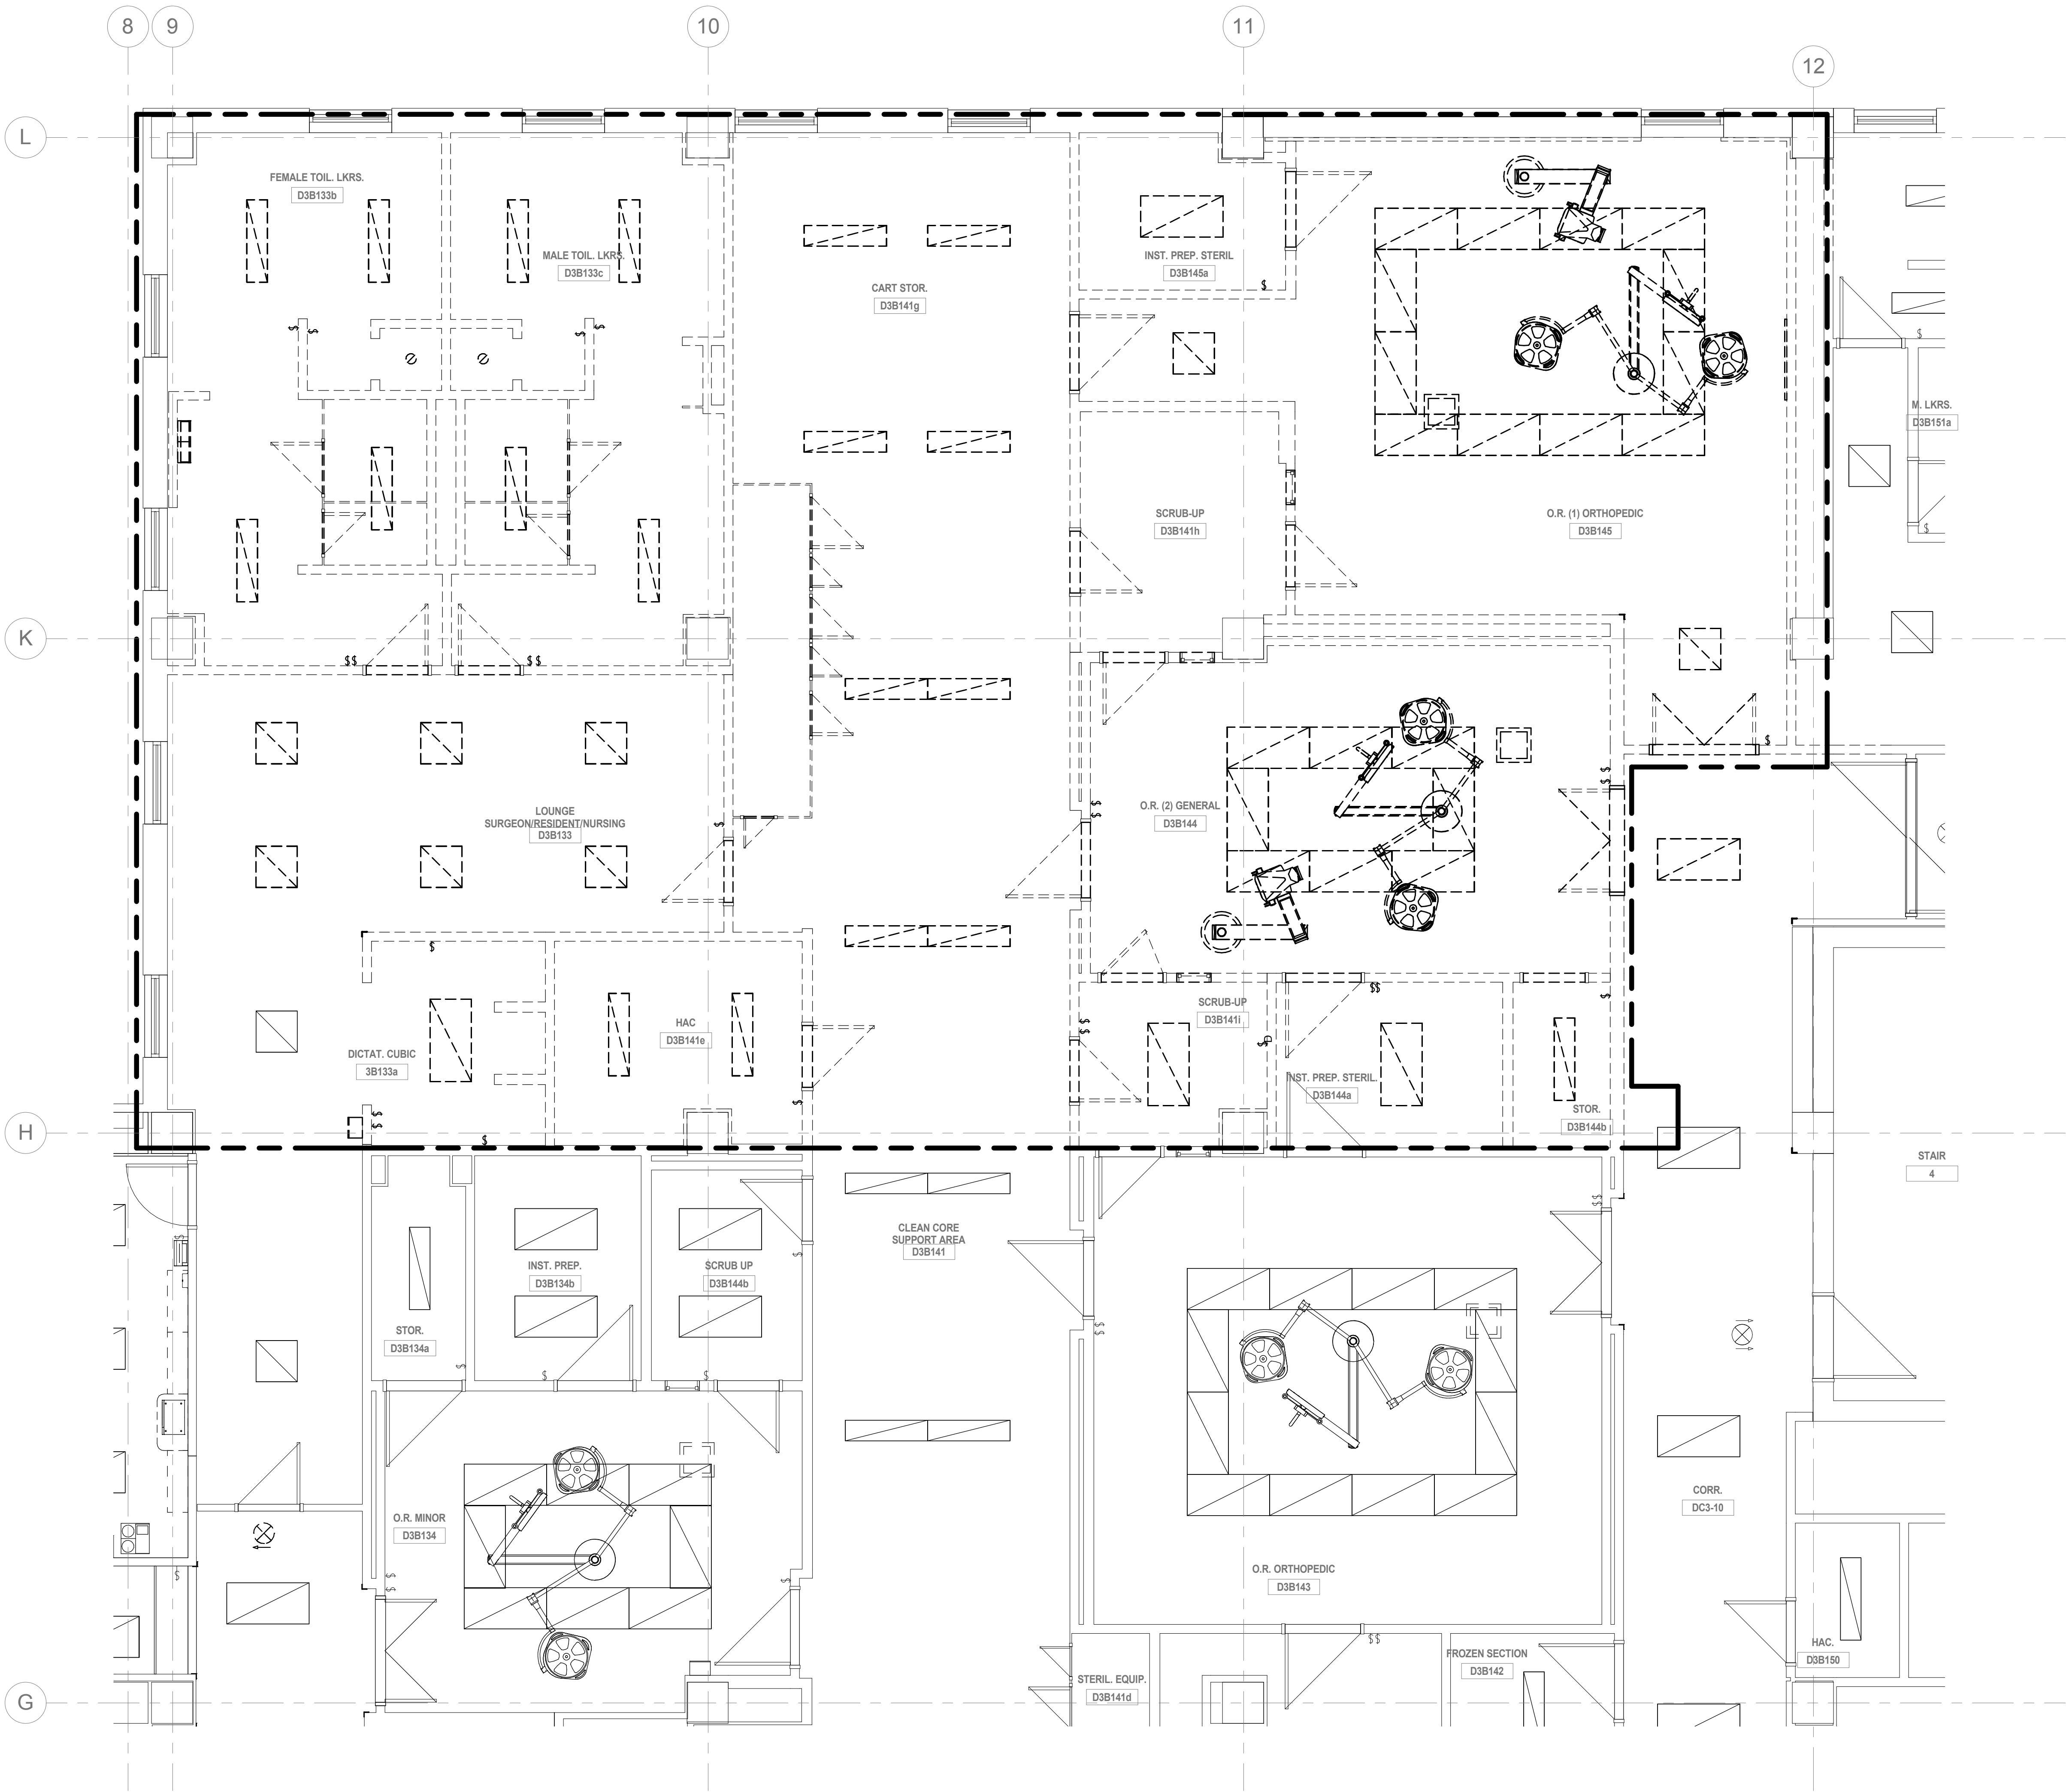 8
9
10
11
12
L
FEMALE TOIL. LKRS.
D3B133b
MALE TOIL. LKRS.
D3B133c
CART STOR.
D3B141g
INST. PREP. STERIL
D3B145a
$
$
M. LKRS.
D3B151a
SCRUB-UP
D3B141h
O.R. (1) ORTHOPEDIC
D3B145
$
K
$$
$$
$
LOUNGE
SURGEON/RESIDENT/NURSING
D3B133
O.R. (2) GENERAL
D3B144
$
$
$
$
$
$
$$
$
DICTAT. CUBIC
3B133a
HAC
D3B141e
SCRUB-UP
D3B141i
$
$
$
INST. PREP. STERIL.
D3B144a
STOR.
D3B144b
$
$
$
$
H
STAIR
4
$
$
CLEAN CORE
SUPPORT AREA
D3B141
$
$
INST. PREP.
D3B134b
SCRUB UP
D3B144b
STOR.
D3B134a
$
$
$
$
$
O.R. MINOR
D3B134
CORR.
DC3-10
O.R. ORTHOPEDIC
D3B143
$
$
$
$
$$
HAC.
D3B150
FROZEN SECTION
D3B142
STERIL. EQUIP.
D3B141d
G